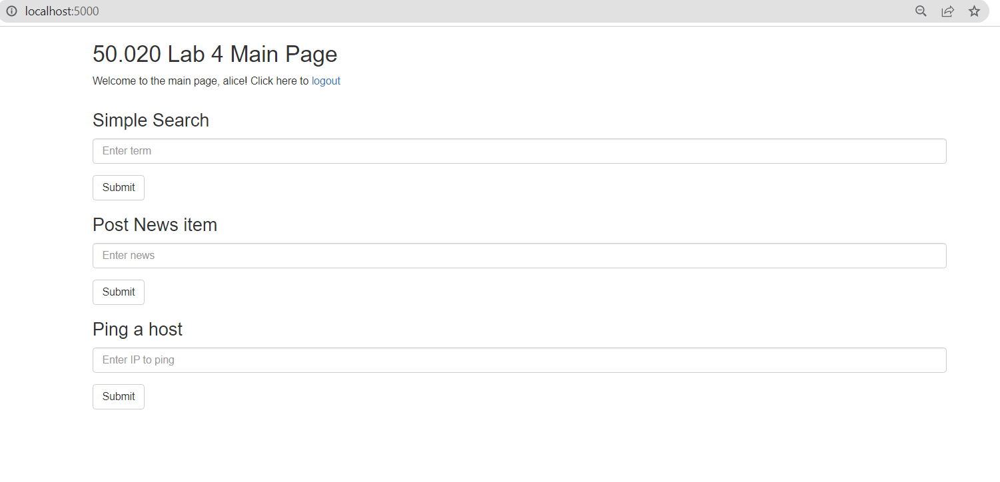 localhost:5000
50.020 Lab 4 Main Page
Welcome to the main page, alice! Click here to logout
Simple Search
Enter term
Submit
Post News item
Enter news
Submit
Ping a host
Enter IP to ping
Submit